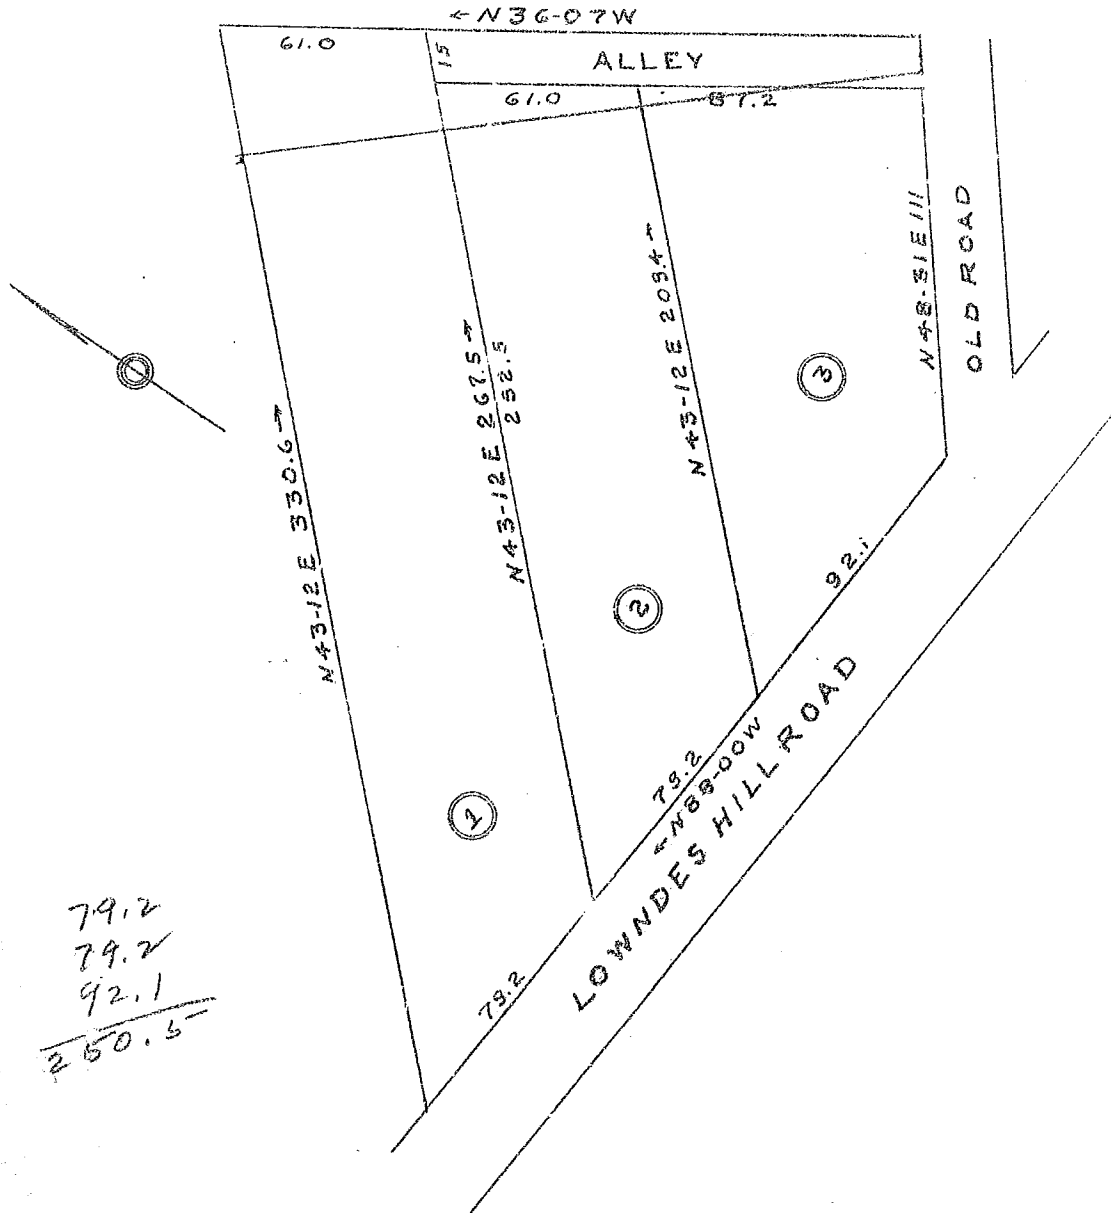 ←N36-07W
61.0
15
ALLEY
61.0
87.2
N48-31E 111
OLD ROAD
N43-12E 209.4→
N43-12E 267.5→
252.5
N43-12E 330.6→
3
2
1
92.1
79.2
←N88-00W
LOWNDES HILL ROAD
79.2
79.2
79.2
92.1
250.5